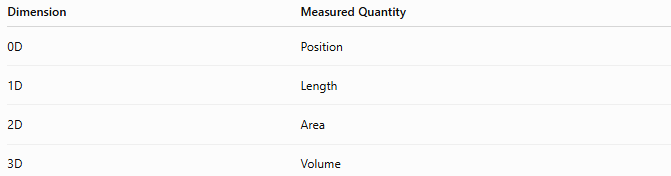 Dimension Measured Quantity
0D Position
1D Length
2D Area
3D Volume